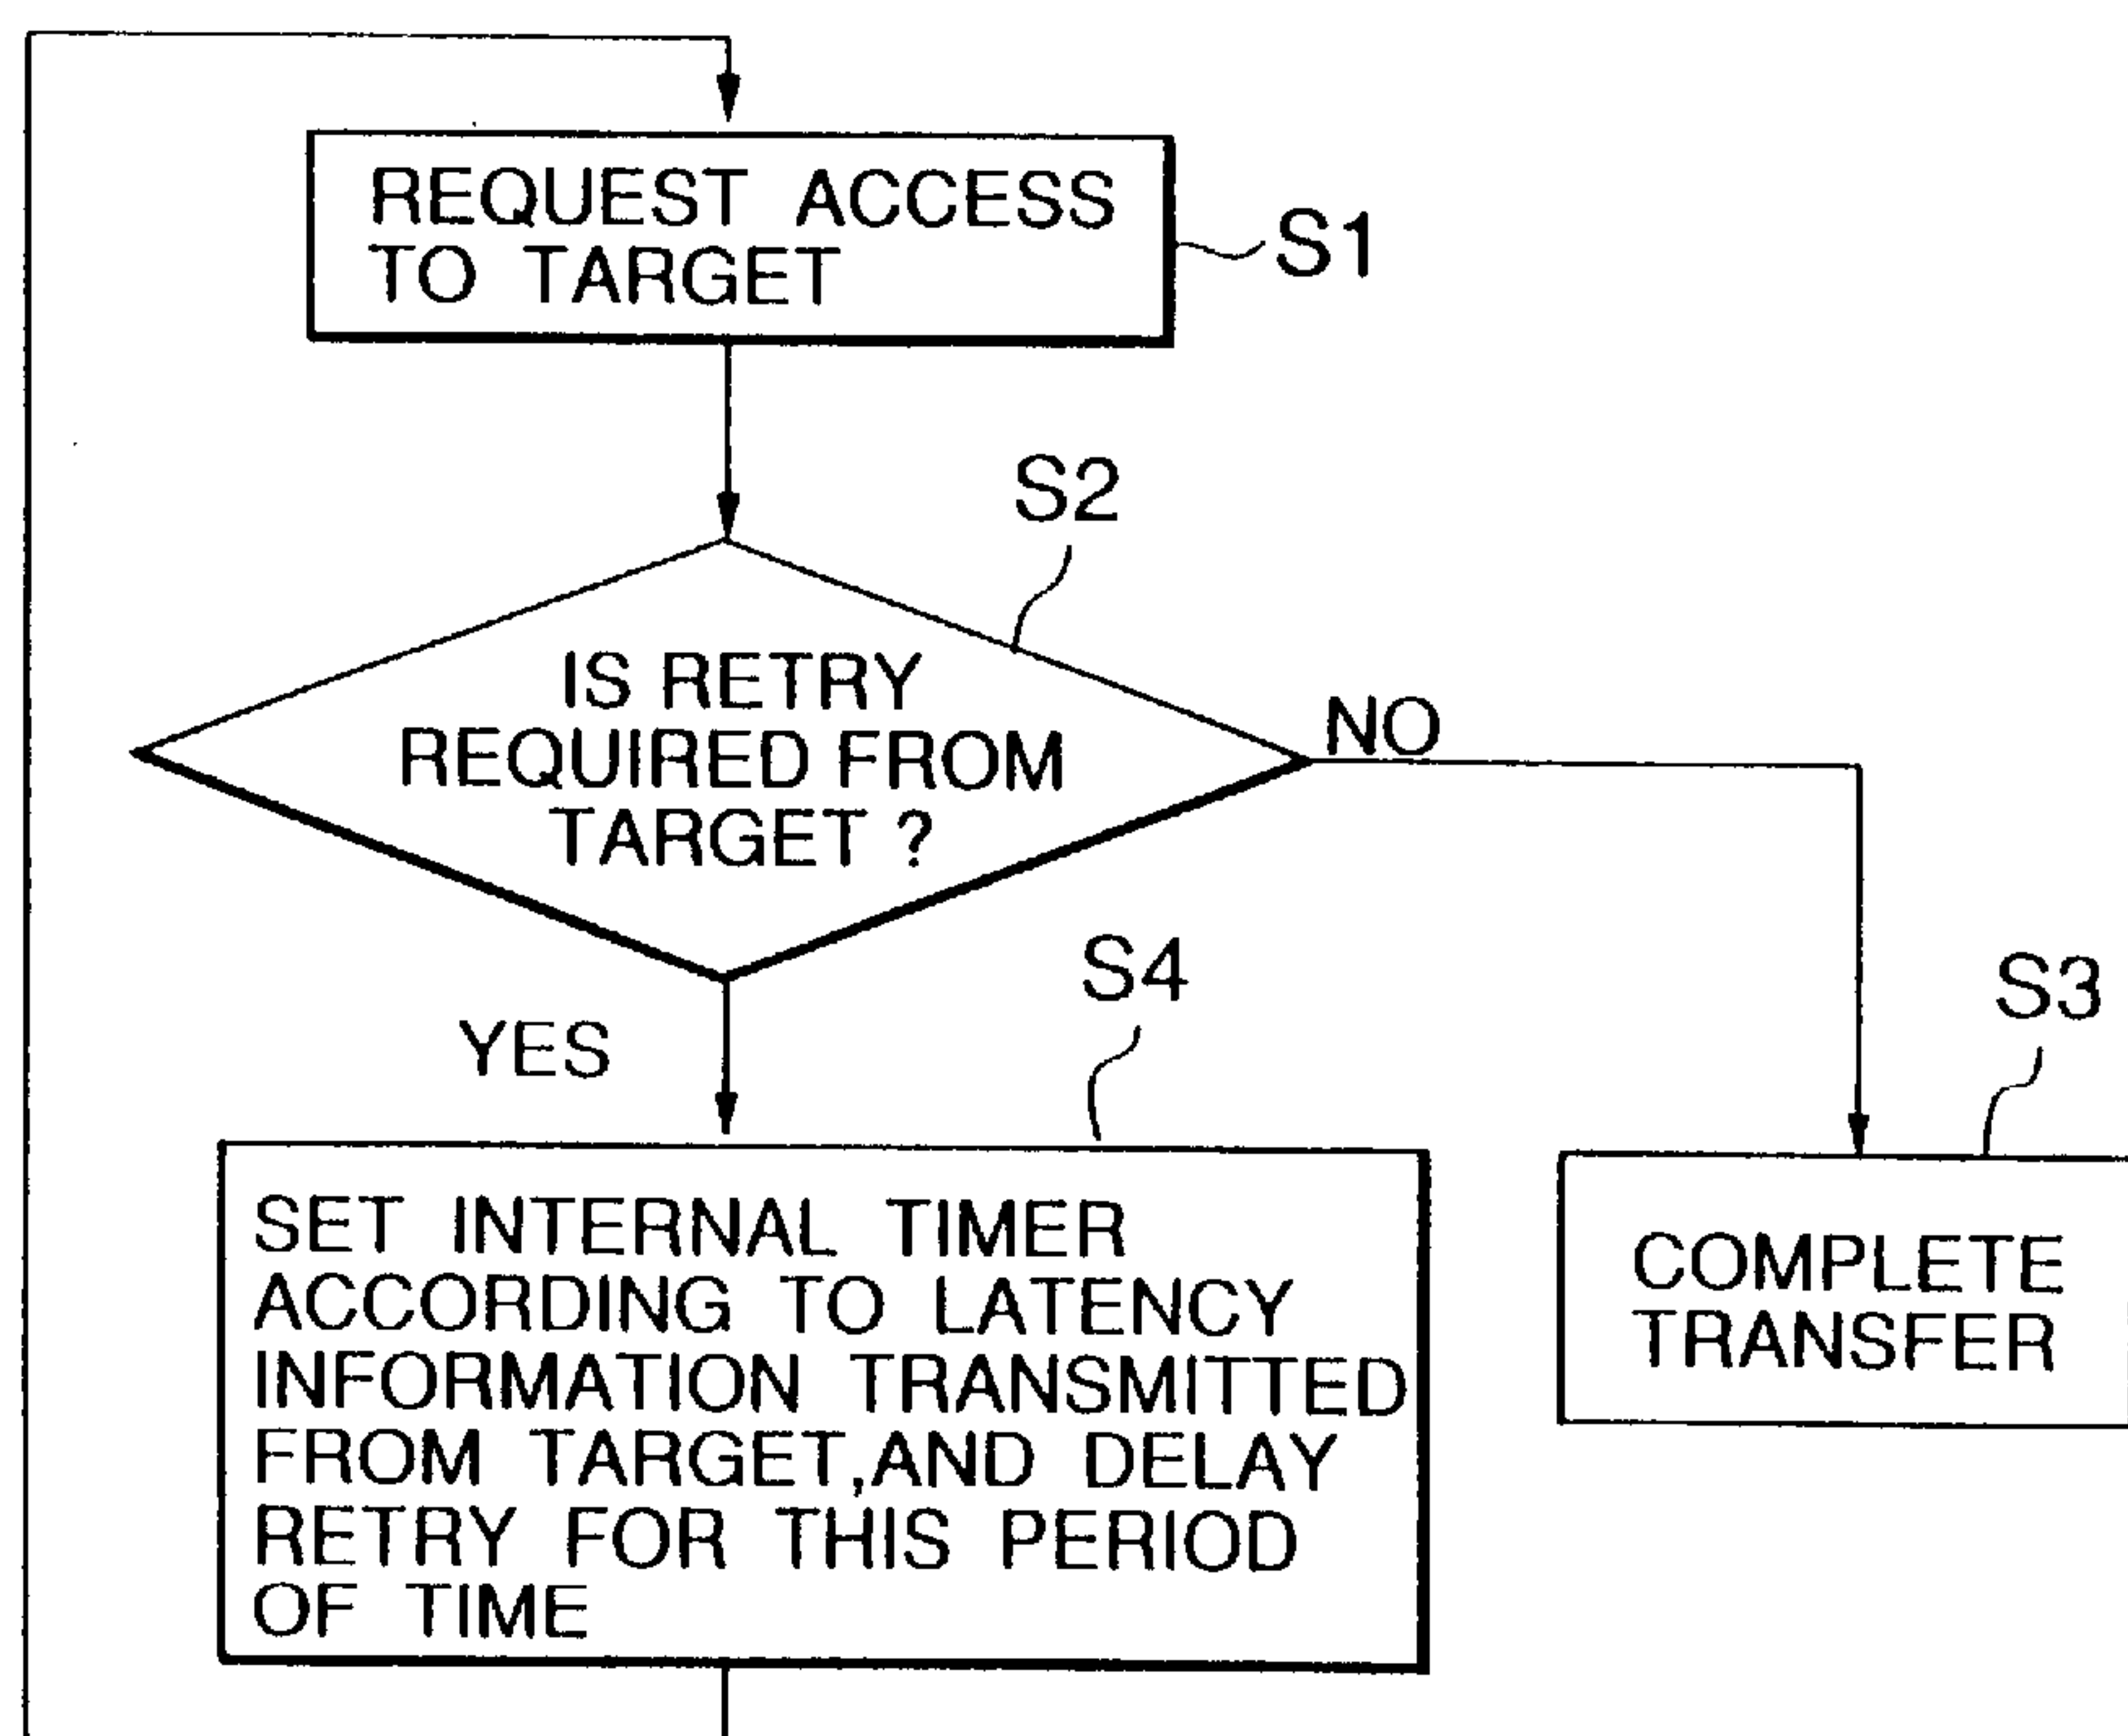 REQUEST ACCESS
TO TARGET
S1
S2
IS RETRY
REQUIRED FROM
TARGET ?
NO
YES
S4
S3
SET INTERNAL TIMER
ACCORDING TO LATENCY
INFORMATION TRANSMITTED
FROM TARGET,AND DELAY
RETRY FOR THIS PERIOD
OF TIME
COMPLETE
TRANSFER